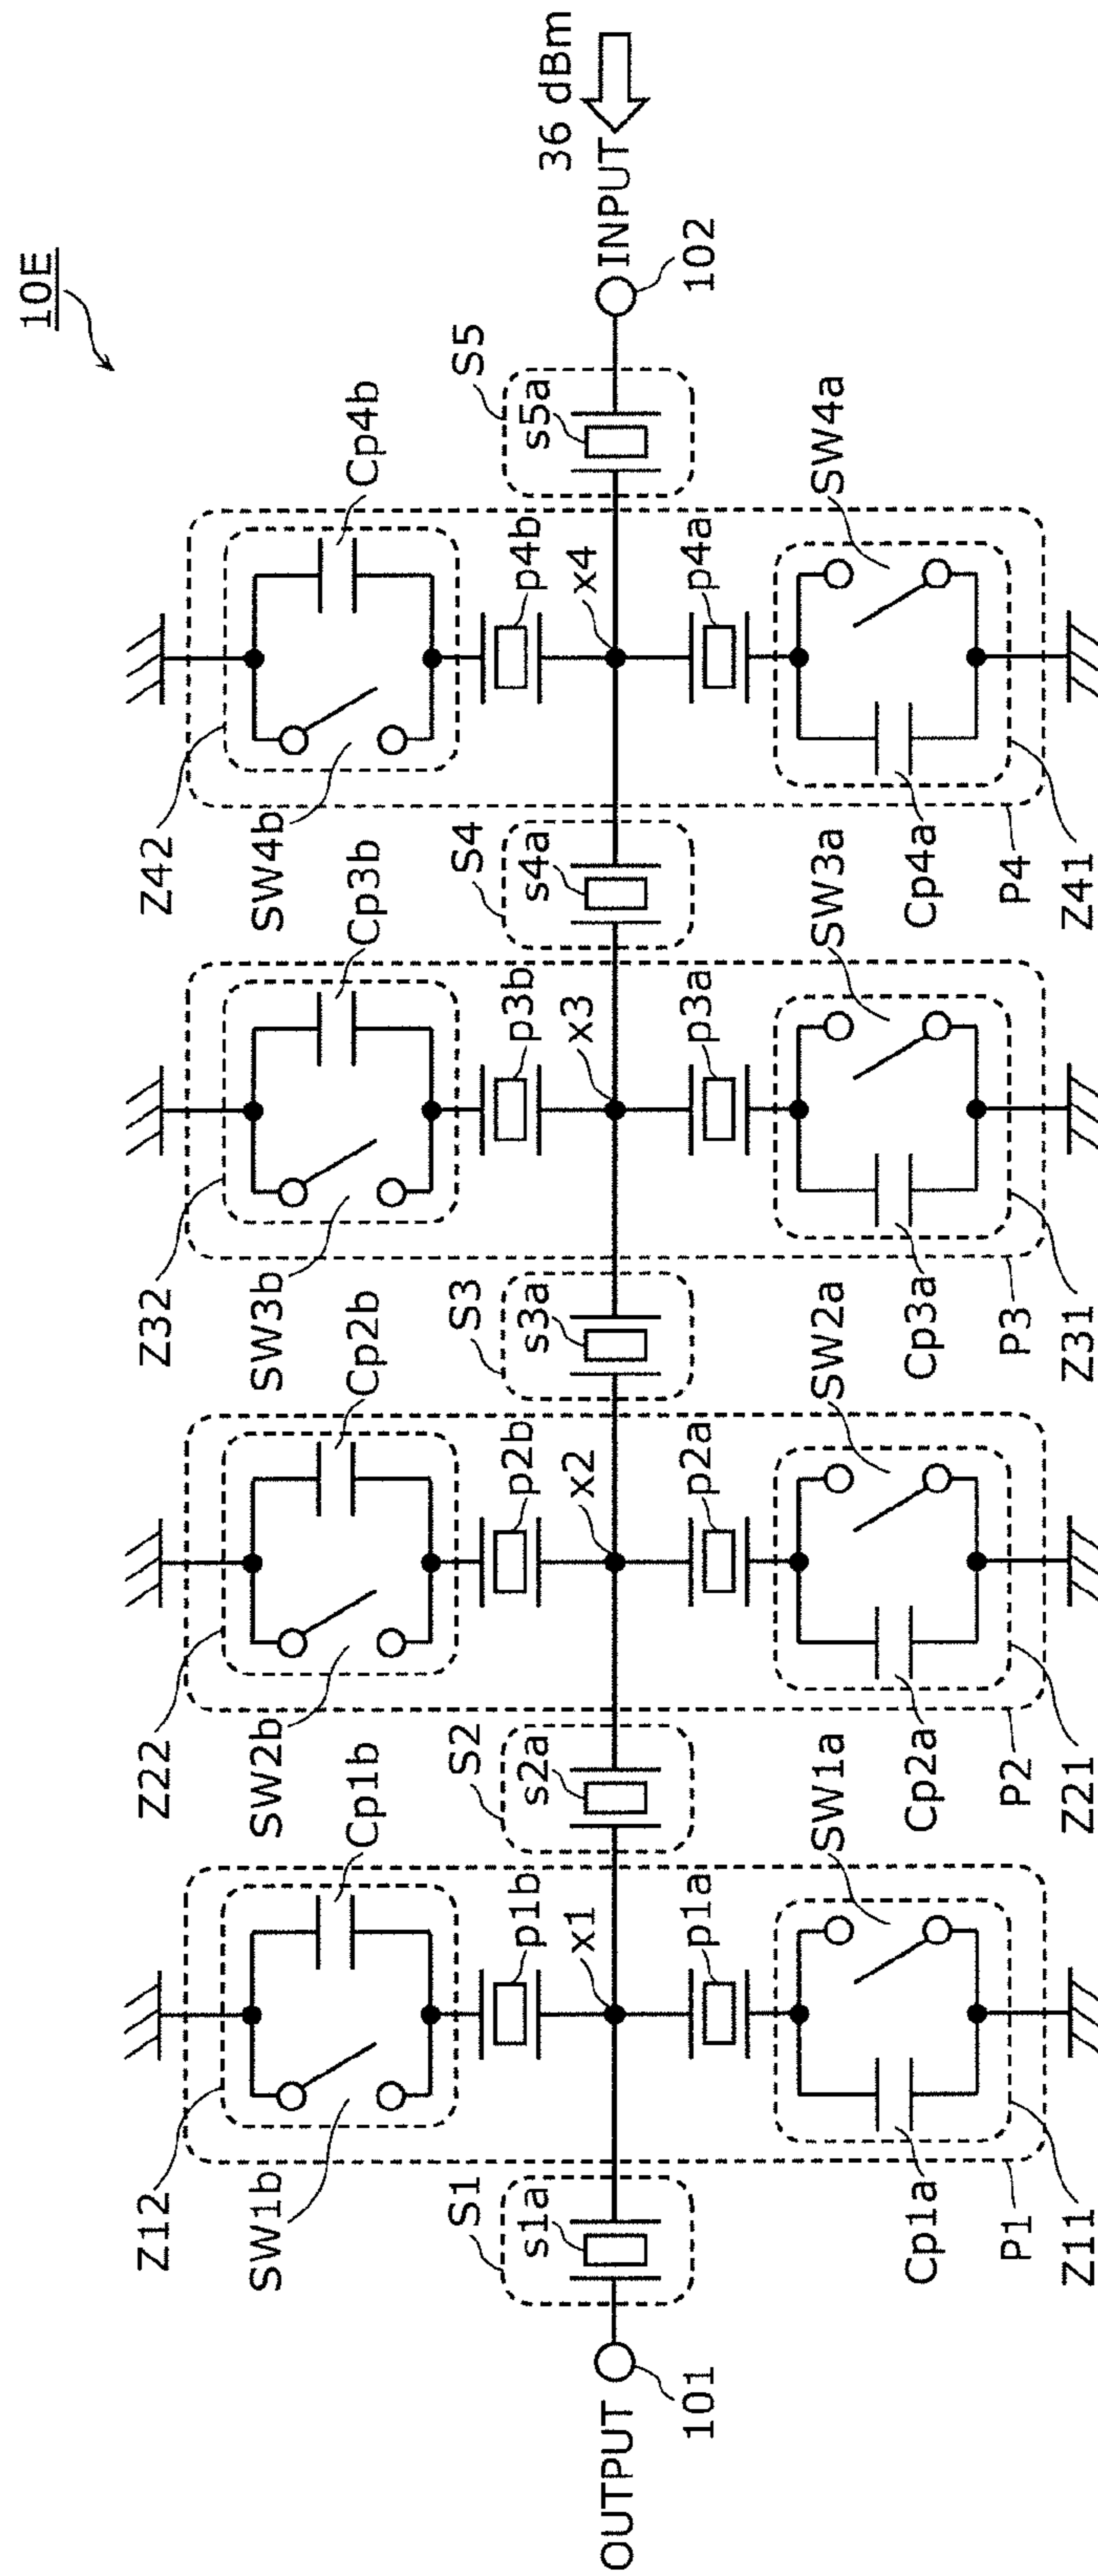 10E
Z12
Z22
Z32
Z42
SW1b
Cp1b
SW2b
Cp2b
SW3b
Cp3b
SW4b
Cp4b
S1
s1a
p1b
S2
s2a
p2b
S3
s3a
p3b
S4
s4a
p4b
S5
s5a
36 dBm
OUTPUT
101
x1
x2
x3
x4
INPUT
102
p1a
p2a
p3a
p4a
Cp1a
SW1a
Cp2a
SW2a
Cp3a
SW3a
Cp4a
SW4a
P1
P2
P3
P4
Z11
Z21
Z31
Z41